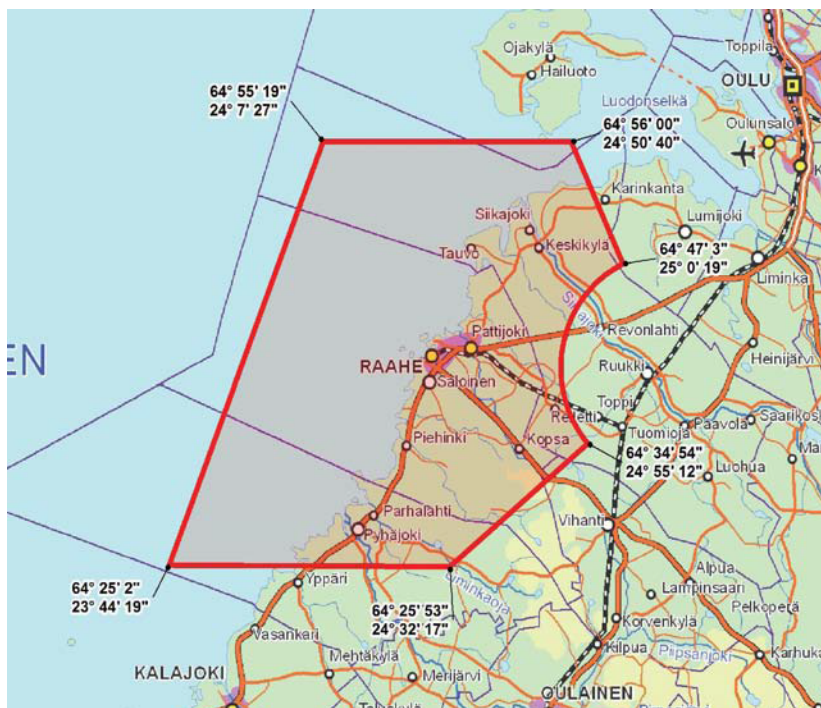 Toppila
Ojakylä
Hailuoto
OULU
64° 55' 19"
24° 7' 27"
Luodonselkä
64° 56' 00"
24° 50' 40"
Oulunsalo
K
Karinkanta
Siikajoki
Lumijoki
Tauvo
Keskikylä
64° 47' 3"
25° 0' 19"
Liminka
Siikajoki
Pattijoki
Revonlahti
EN
RAAHE
Heinijärvi
Ruukki
Saloinen
Relletti
Toppi
Saarikosk
Tuomioja
Paavola
Piehinki
Kopsa
64° 34' 54"
24° 55' 12"
Luohua
Parhalahti
Vihanti
Pyhäjoki
64° 25' 2"
23° 44' 19"
Yppäri
64° 25' 53"
24° 32' 17"
Liminkaoja
Alpua
Lampinsaari
Pelkoperä
Korvenkylä
Vasankari
Kilpua
Piipsanjoki
Karhuka
Mehtäkylä
KALAJOKI
Merijärvi
OULAINEN